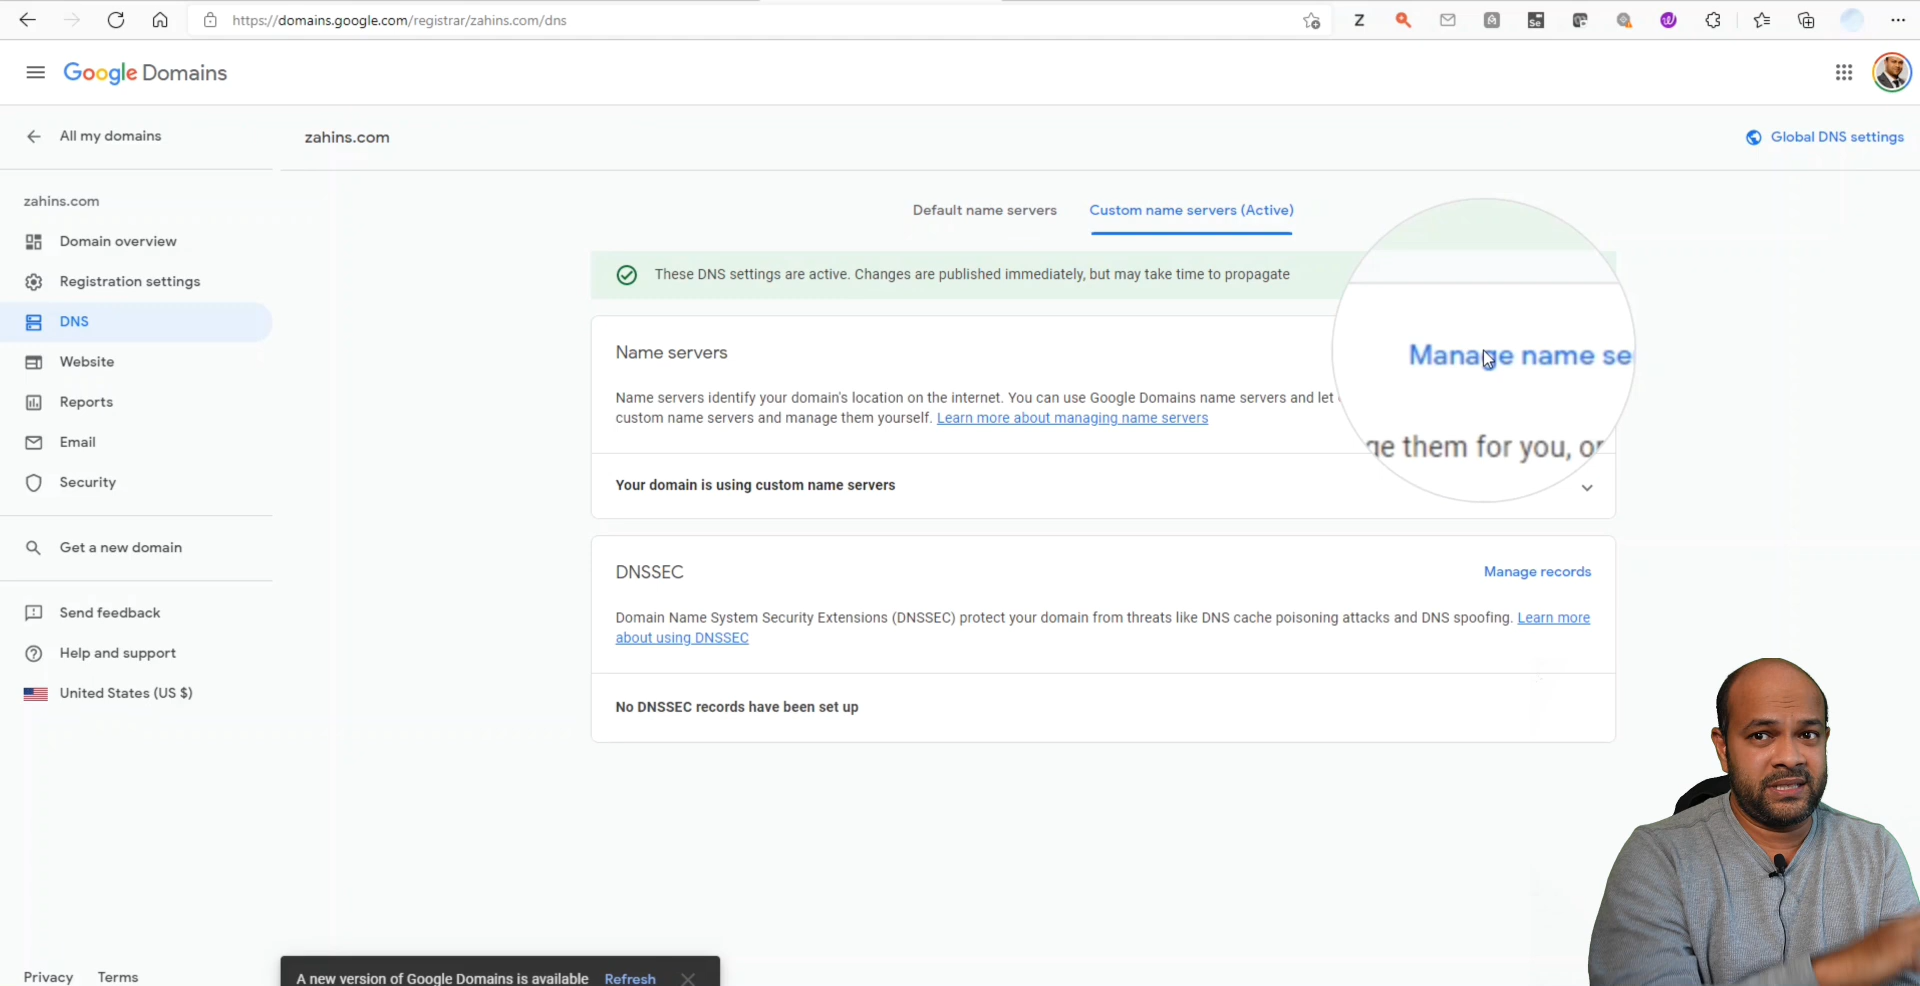 https://domains.google.com/registrar/zahins.com/dns
Z
Se
Google Domains
All my domains
zahins.com
Global DNS settings
zahins.com
Domain overview
Registration settings
DNS
Website
Reports
Email
Security
Get a new domain
Send feedback
Help and support
United States (US $)
Privacy Terms
Default name servers
Custom name servers (Active)
These DNS settings are active. Changes are published immediately, but may take time to propagate
Name servers
Manage name se
Name servers identify your domain's location on the internet. You can use Google Domains name servers and let
ge them for you, or
custom name servers and manage them yourself. Learn more about managing name servers
Your domain is using custom name servers
DNSSEC
Manage records
Domain Name System Security Extensions (DNSSEC) protect your domain from threats like DNS cache poisoning attacks and DNS spoofing. Learn more
about using DNSSEC
No DNSSEC records have been set up
A new version of Google Domains is available Refresh